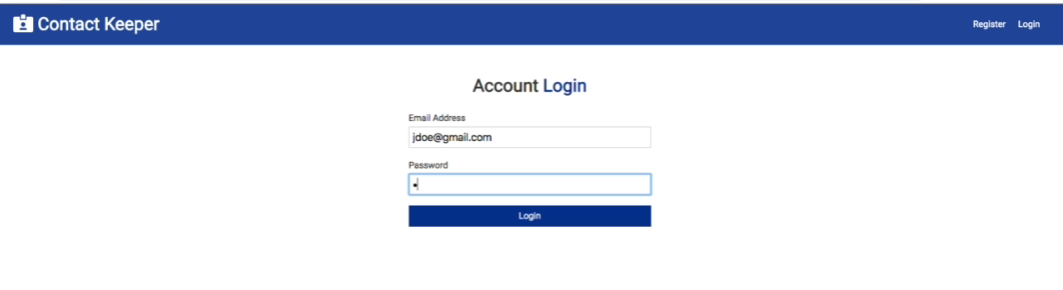 Contact Keeper
Register Login
Account Login
Email Address
jdoe@gmail.com
Password
•
Login